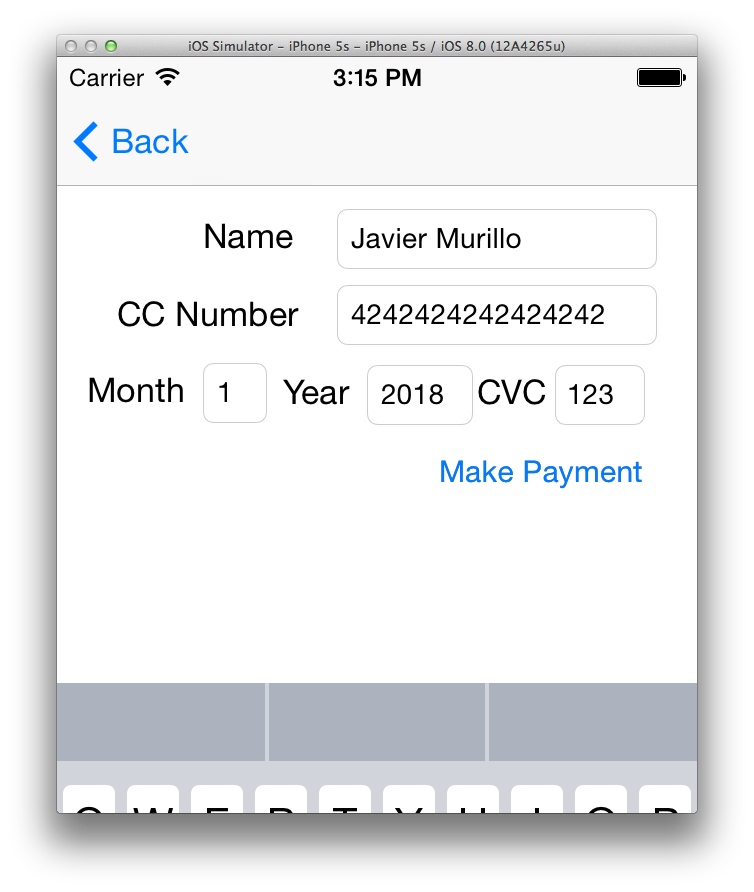 iOS Simulator - iPhone 5s - iPhone 5s / iOS 8.0 (12A4265u)
Carrier 3:15 PM
Back
Name Javier Murillo
CC Number 4242424242424242
Month 1 Year 2018 CVC 123
Make Payment
Q W E R T Y U I O P